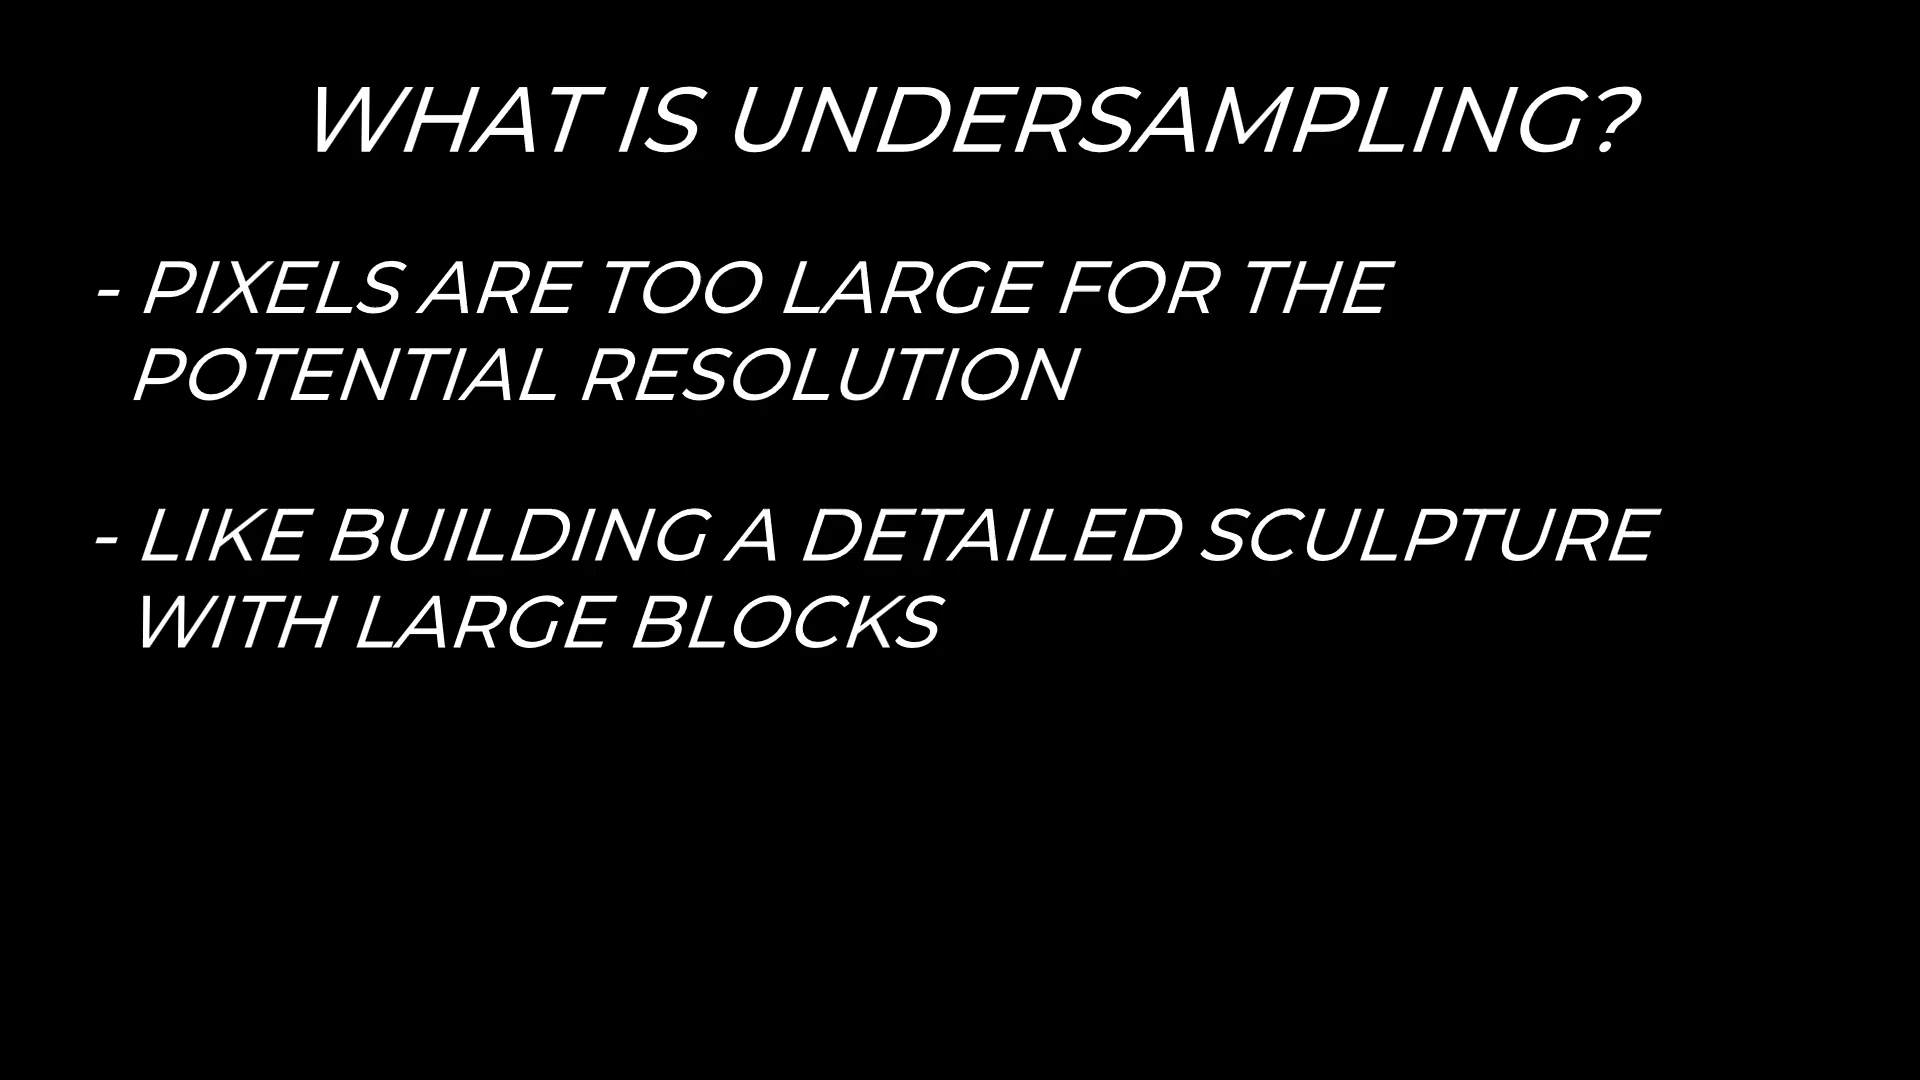 WHAT IS UNDERSAMPLING?
- PIXELS ARE TOO LARGE FOR THE
POTENTIAL RESOLUTION
- LIKE BUILDING A DETAILED SCULPTURE
WITH LARGE BLOCKS